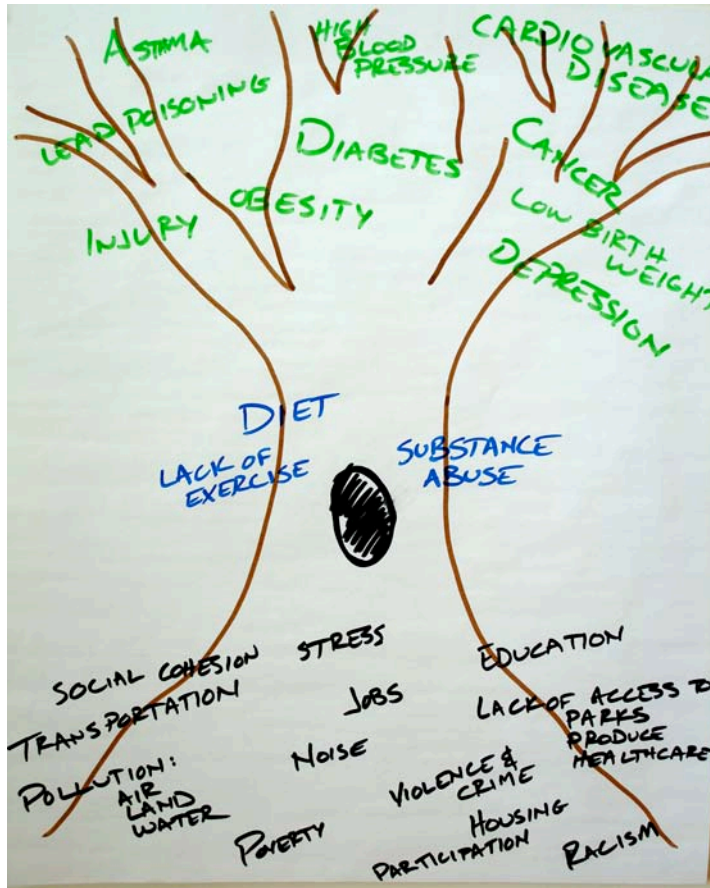 ASTHMA
HIGH
BLOOD
PRESSURE
CARDIOVASCULAR
DISEASE
LEAD POISONING
DIABETES
CANCER
INJURY
OBESITY
LOW BIRTH
WEIGHT
DEPRESSION
DIET
LACK OF
EXERCISE
SUBSTANCE
ABUSE
SOCIAL COHESION
STRESS
EDUCATION
TRANSPORTATION
JOBS
LACK OF ACCESS TO
PARKS
PRODUCE
HEALTHCARE
POLLUTION:
AIR
LAND
WATER
NOISE
VIOLENCE &
CRIME
POVERTY
HOUSING
PARTICIPATION
RACISM